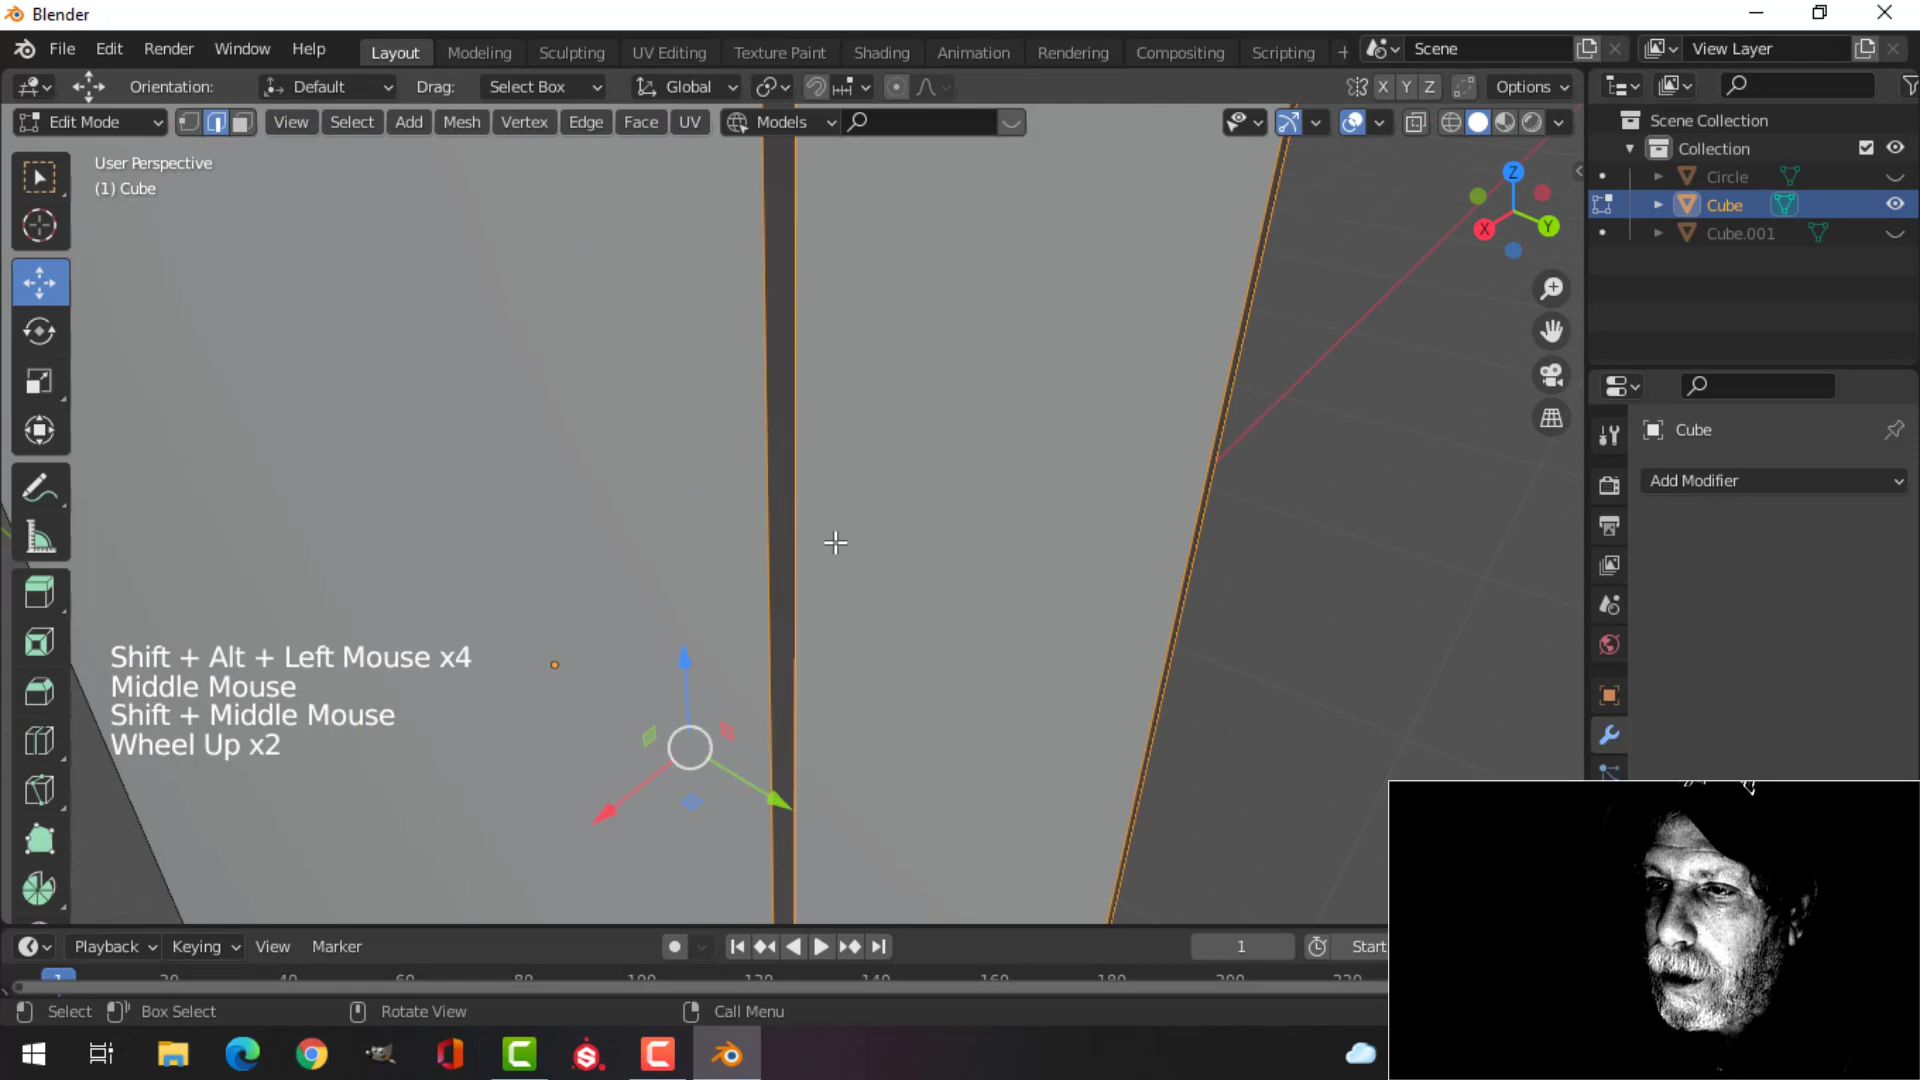 Blender
File Edit Render Window Help Layout Modeling Sculpting UV Editing Texture Paint Shading Animation Rendering Compositing Scripting + Scene View Layer
Orientation: Default Drag: Select Box Global X Y Z Options
Edit Mode View Select Add Mesh Vertex Edge Face UV Models
Scene Collection
Collection
Circle
Cube
Cube.001
User Perspective
(1) Cube
Z
X
Y
Cube
Add Modifier
Shift + Alt + Left Mouse x4
Middle Mouse
Shift + Middle Mouse
Wheel Up x2
Playback Keying View Marker 1 Start
1
Select Box Select Rotate View Call Menu